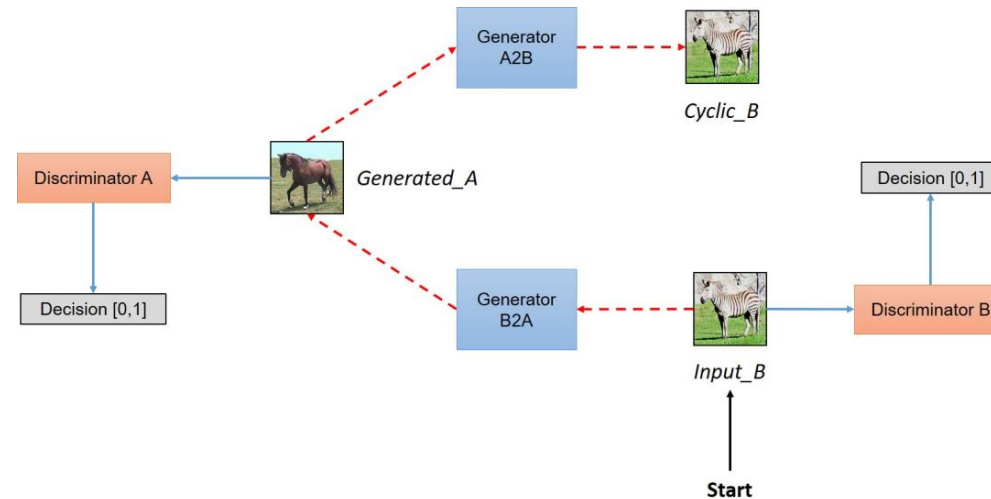 Generator
A2B
Cyclic_B
Discriminator A
Generated_A
Decision [0,1]
Decision [0,1]
Generator
B2A
Discriminator B
Input_B
Start